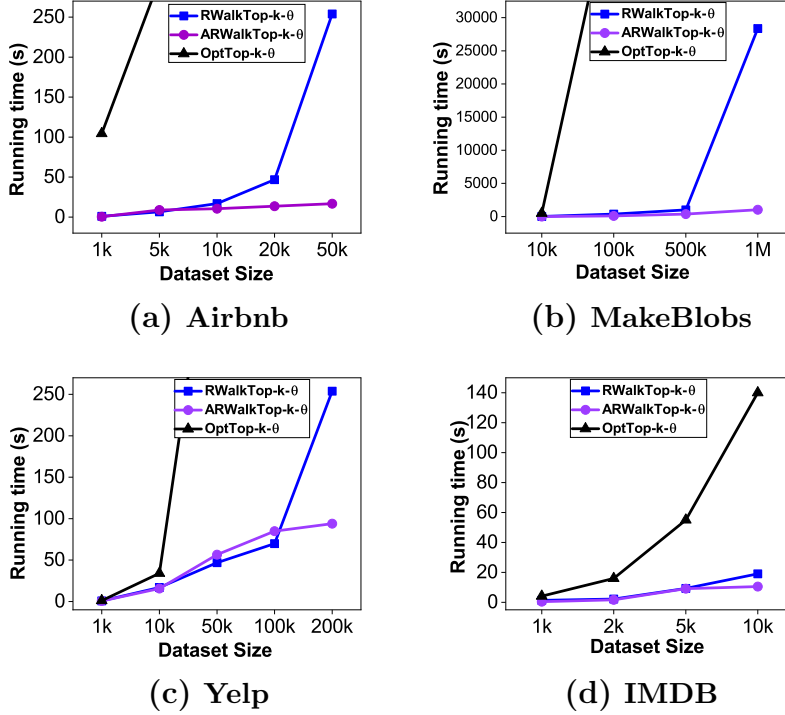 250
200
150
100
50
0
Running time (s)
RWalkTop-k-θ
ARWalkTop-k-θ
OptTop-k-θ
1k 5k 10k 20k 50k
Dataset Size
(a) Airbnb
30000
25000
20000
15000
10000
5000
0
Running time (s)
RWalkTop-k-θ
ARWalkTop-k-θ
OptTop-k-θ
10k 100k 500k 1M
Dataset Size
(b) MakeBlobs
250
200
150
100
50
0
Running time (s)
RWalkTop-k-θ
ARWalkTop-k-θ
OptTop-k-θ
1k 10k 50k 100k 200k
Dataset Size
(c) Yelp
140
120
100
80
60
40
20
0
Running time (s)
RWalkTop-k-θ
ARWalkTop-k-θ
OptTop-k-θ
1k 2k 5k 10k
Dataset Size
(d) IMDB